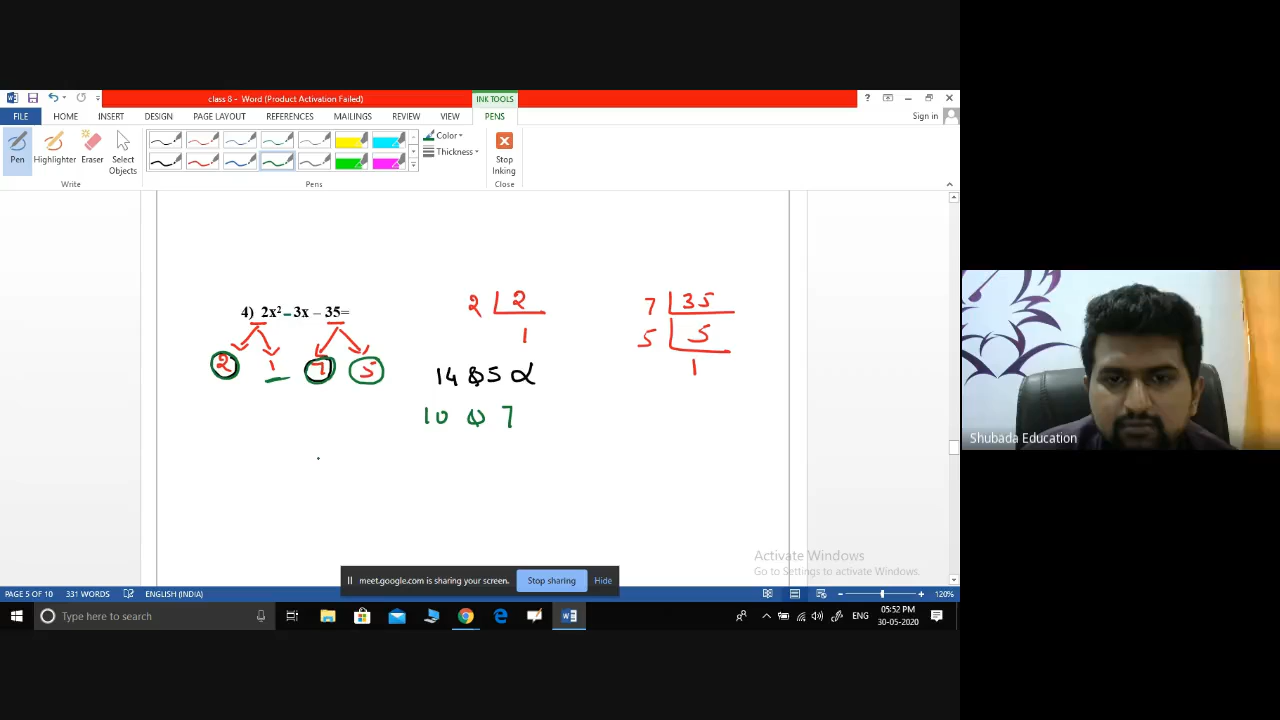 class 8 - Word (Product Activation Failed)
INK TOOLS
FILE HOME INSERT DESIGN PAGE LAYOUT REFERENCES MAILINGS REVIEW VIEW PENS
Sign in
Pen
Highlighter
Eraser
Select
Objects
Color
Thickness
Stop
Inking
Write
Pens
Close
4) 2x² - 3x – 35=
2 1 7 5
2 2
1
7 35
5 5
1
14 & 5
10 & 7
Shubada Education
Activate Windows
Go to Settings to activate Windows.
meet.google.com is sharing your screen.
Stop sharing
Hide
PAGE 5 OF 10 331 WORDS ENGLISH (INDIA)
120%
Type here to search
ENG
05:52 PM
30-05-2020